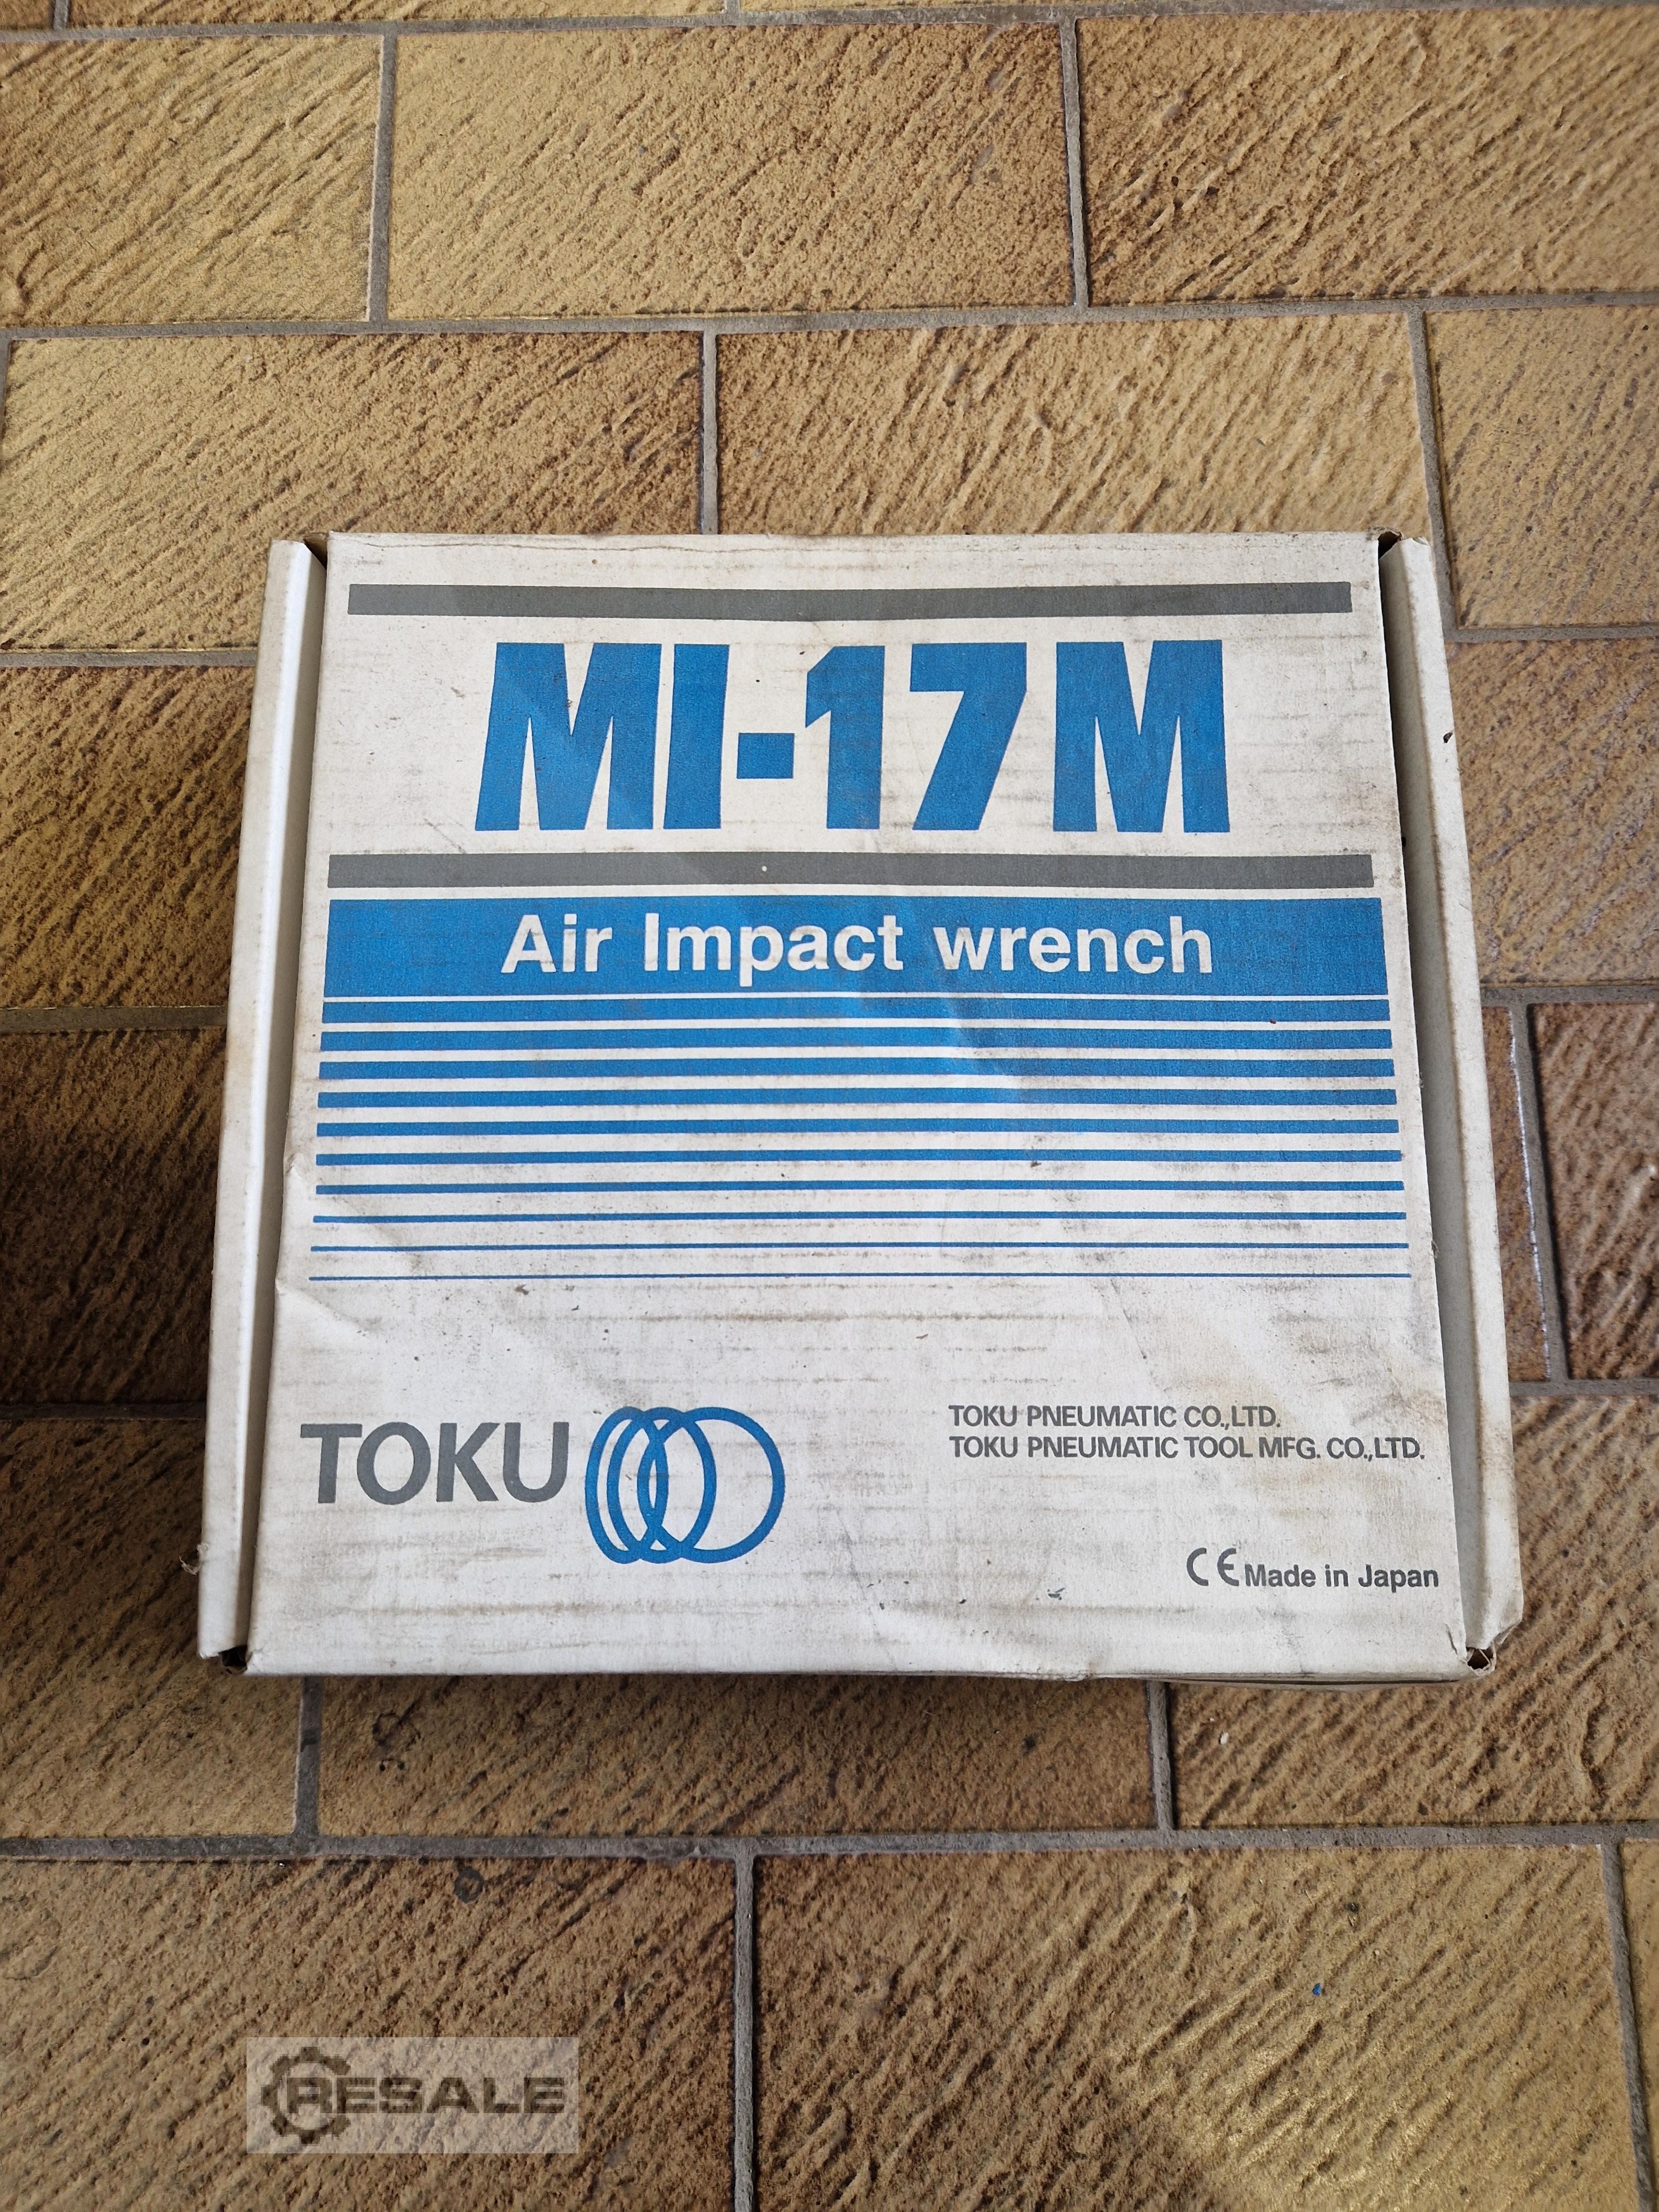 MI-17M
Air Impact wrench
TOKU
TOKU PNEUMATIC CO.,LTD.
TOKU PNEUMATIC TOOL MFG. CO.,LTD.
CE Made in Japan
RESALE